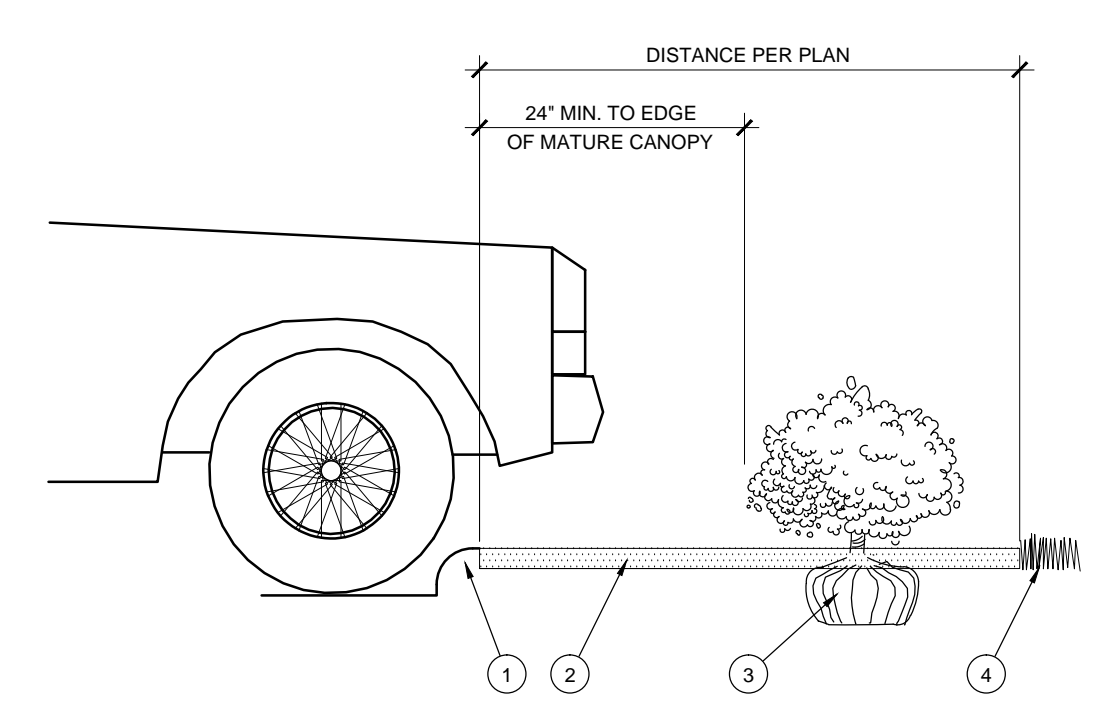 DISTANCE PER PLAN
24" MIN. TO EDGE
OF MATURE CANOPY
1
2
3
4